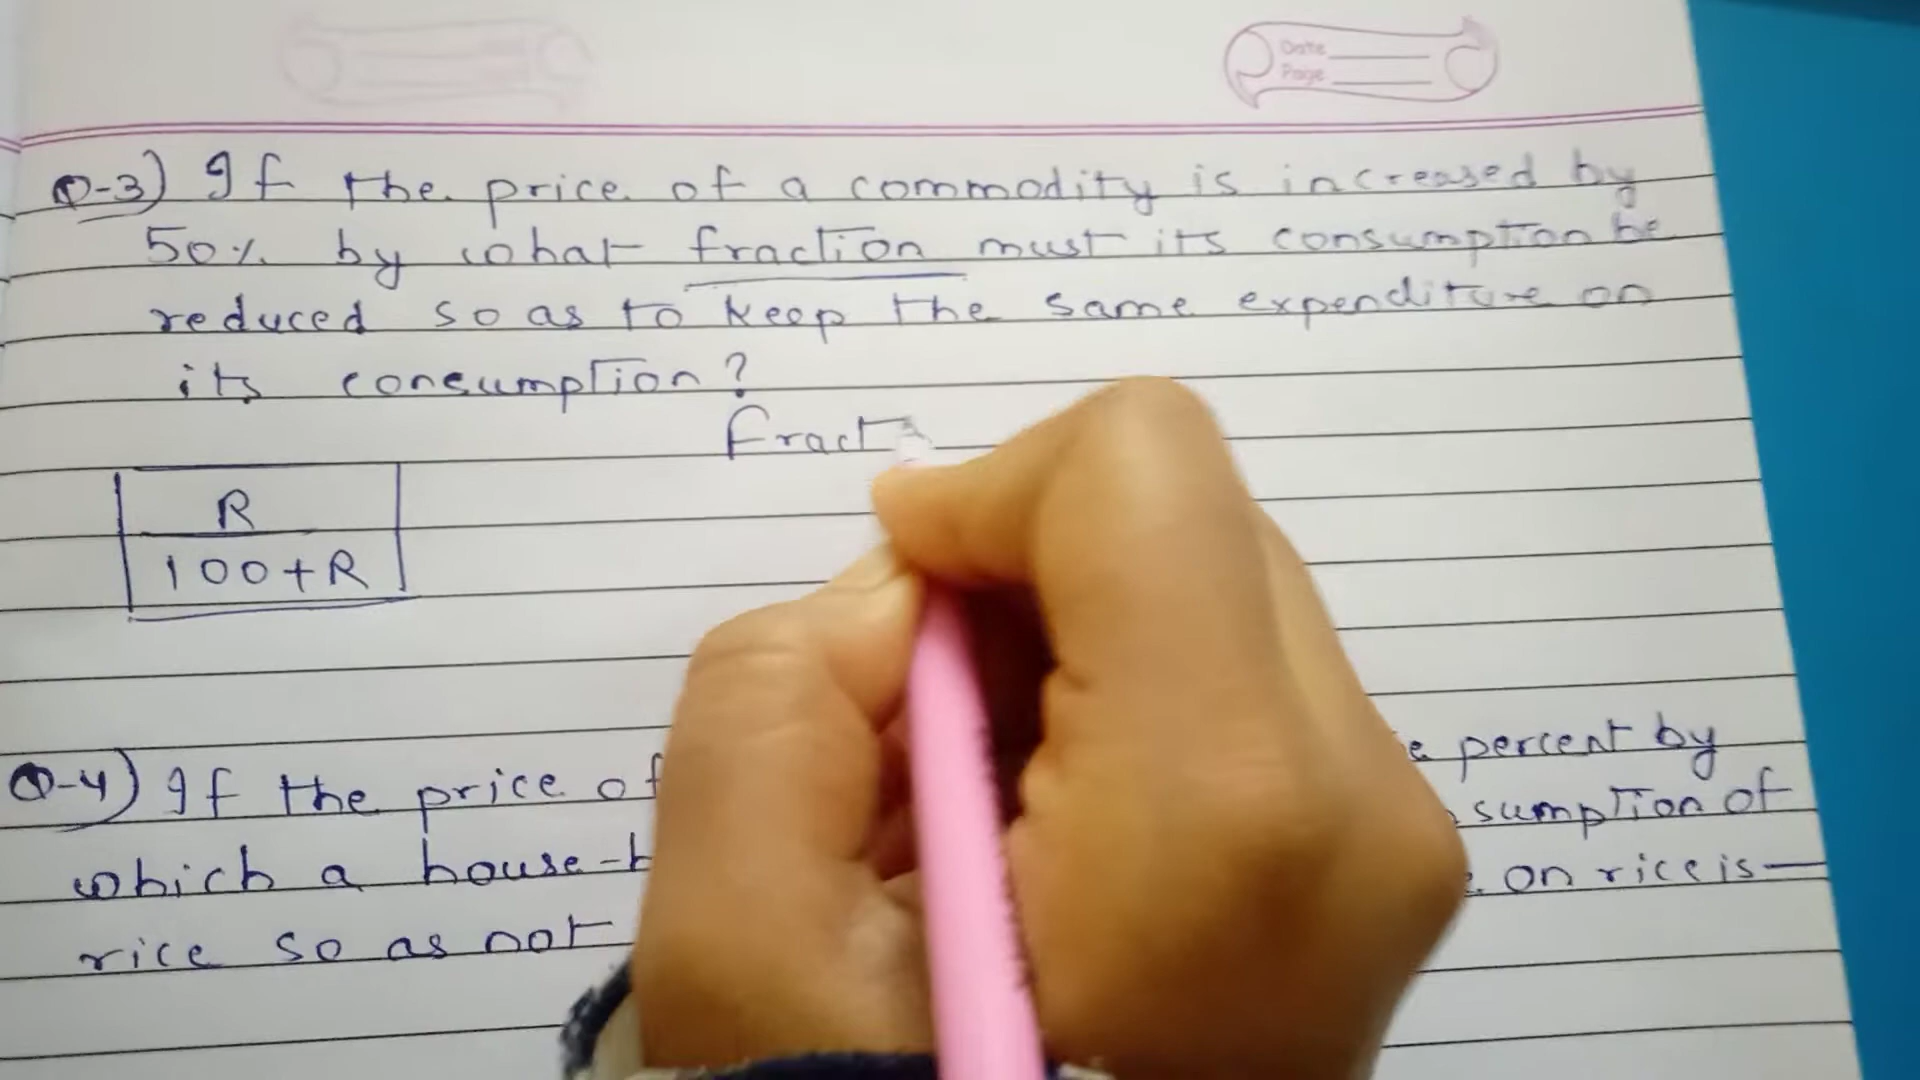 Date
Page
Q-3) If the price of a commodity is increased by
50% by what fraction must its consumption be
reduced so as to keep the same expenditure on
its consumption?
fract
R
100+R
Q-4) If the price of percent by
which a house- sumption of
rice so as not on rice is—